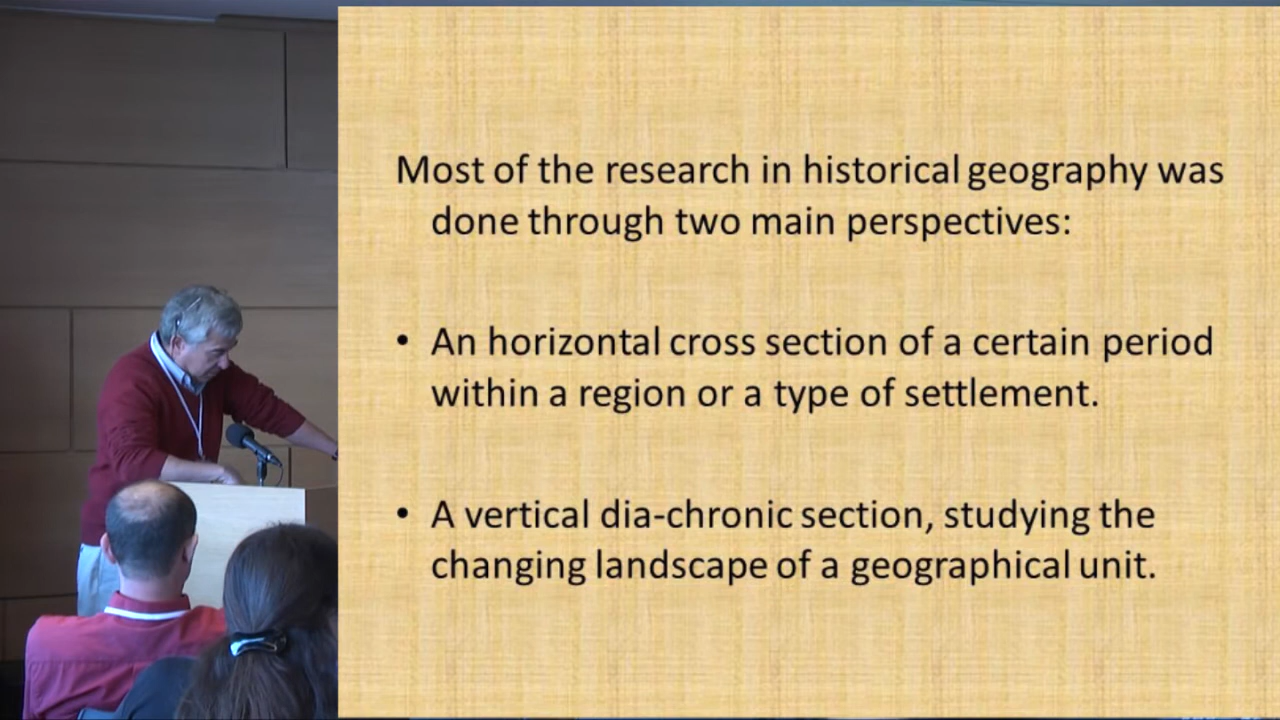 Most of the research in historical geography was
done through two main perspectives:
• An horizontal cross section of a certain period
within a region or a type of settlement.
• A vertical dia-chronic section, studying the
changing landscape of a geographical unit.